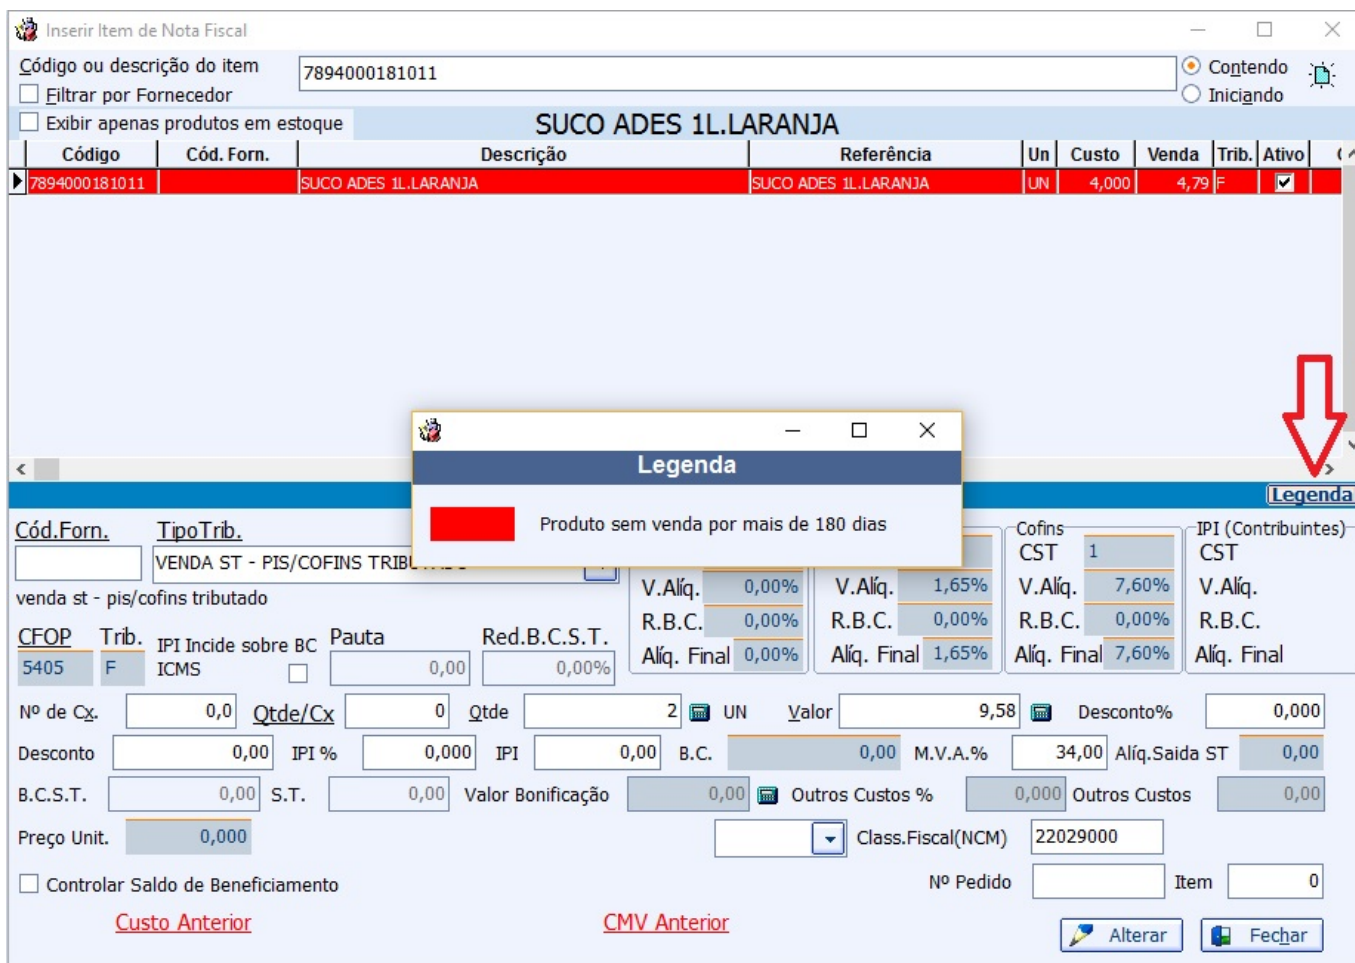 Inserir Item de Nota Fiscal
Código ou descrição do item 7894000181011 Contendo
Filtrar por Fornecedor Iniciando
Exibir apenas produtos em estoque SUCO ADES 1L.LARANJA
Código Cód. Forn. Descrição Referência Un Custo Venda Trib. Ativo
7894000181011 SUCO ADES 1L.LARANJA SUCO ADES 1L.LARANJA UN 4,000 4,79 F
Legenda
Legenda
Produto sem venda por mais de 180 dias
Cód.Forn. TipoTrib. Cofins IPI (Contribuintes)
CST 1 CST
VENDA ST - PIS/COFINS
V.Alíq. 0,00% V.Alíq. 1,65% V.Alíq. 7,60% V.Alíq.
venda st - pis/cofins tributado
R.B.C. 0,00% R.B.C. 0,00% R.B.C. 0,00% R.B.C.
CFOP Trib. IPI Incide sobre BC ICMS Pauta Red.B.C.S.T.
Alíq. Final 0,00% Alíq. Final 1,65% Alíq. Final 7,60% Alíq. Final
5405 F 0,00 0,00%
Nº de Cx. 0,0 Qtde/Cx 0 Qtde 2 UN Valor 9,58 Desconto% 0,000
Desconto 0,00 IPI % 0,000 IPI 0,00 B.C. 0,00 M.V.A.% 34,00 Alíq.Saida ST 0,00
B.C.S.T. 0,00 S.T. 0,00 Valor Bonificação 0,00 Outros Custos % 0,000 Outros Custos 0,00
Preço Unit. 0,000 Class.Fiscal(NCM) 22029000
Controlar Saldo de Beneficiamento Nº Pedido Item 0
Custo Anterior CMV Anterior Alterar Fechar